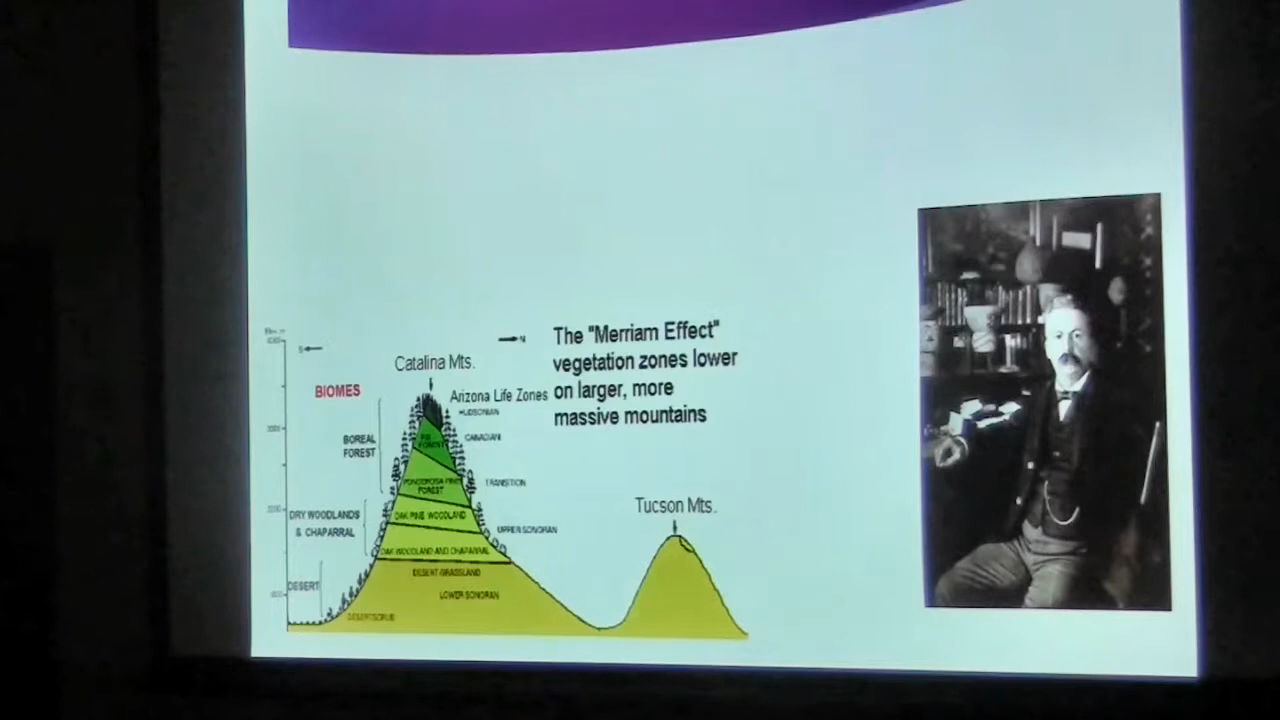 The "Merriam Effect"
vegetation zones lower
on larger, more
massive mountains
S
N
Catalina Mts.
BIOMES
Arizona Life Zones
HUDSONIAN
BOREAL
FOREST
FIR
FOREST
CANADIAN
PONDEROSA PINE
FOREST
TRANSITION
DRY WOODLANDS
& CHAPARRAL
OAK PINE WOODLAND
UPPER SONORAN
OAK WOODLAND AND CHAPARRAL
DESERT GRASSLAND
DESERT
LOWER SONORAN
DESERTSCRUB
Tucson Mts.